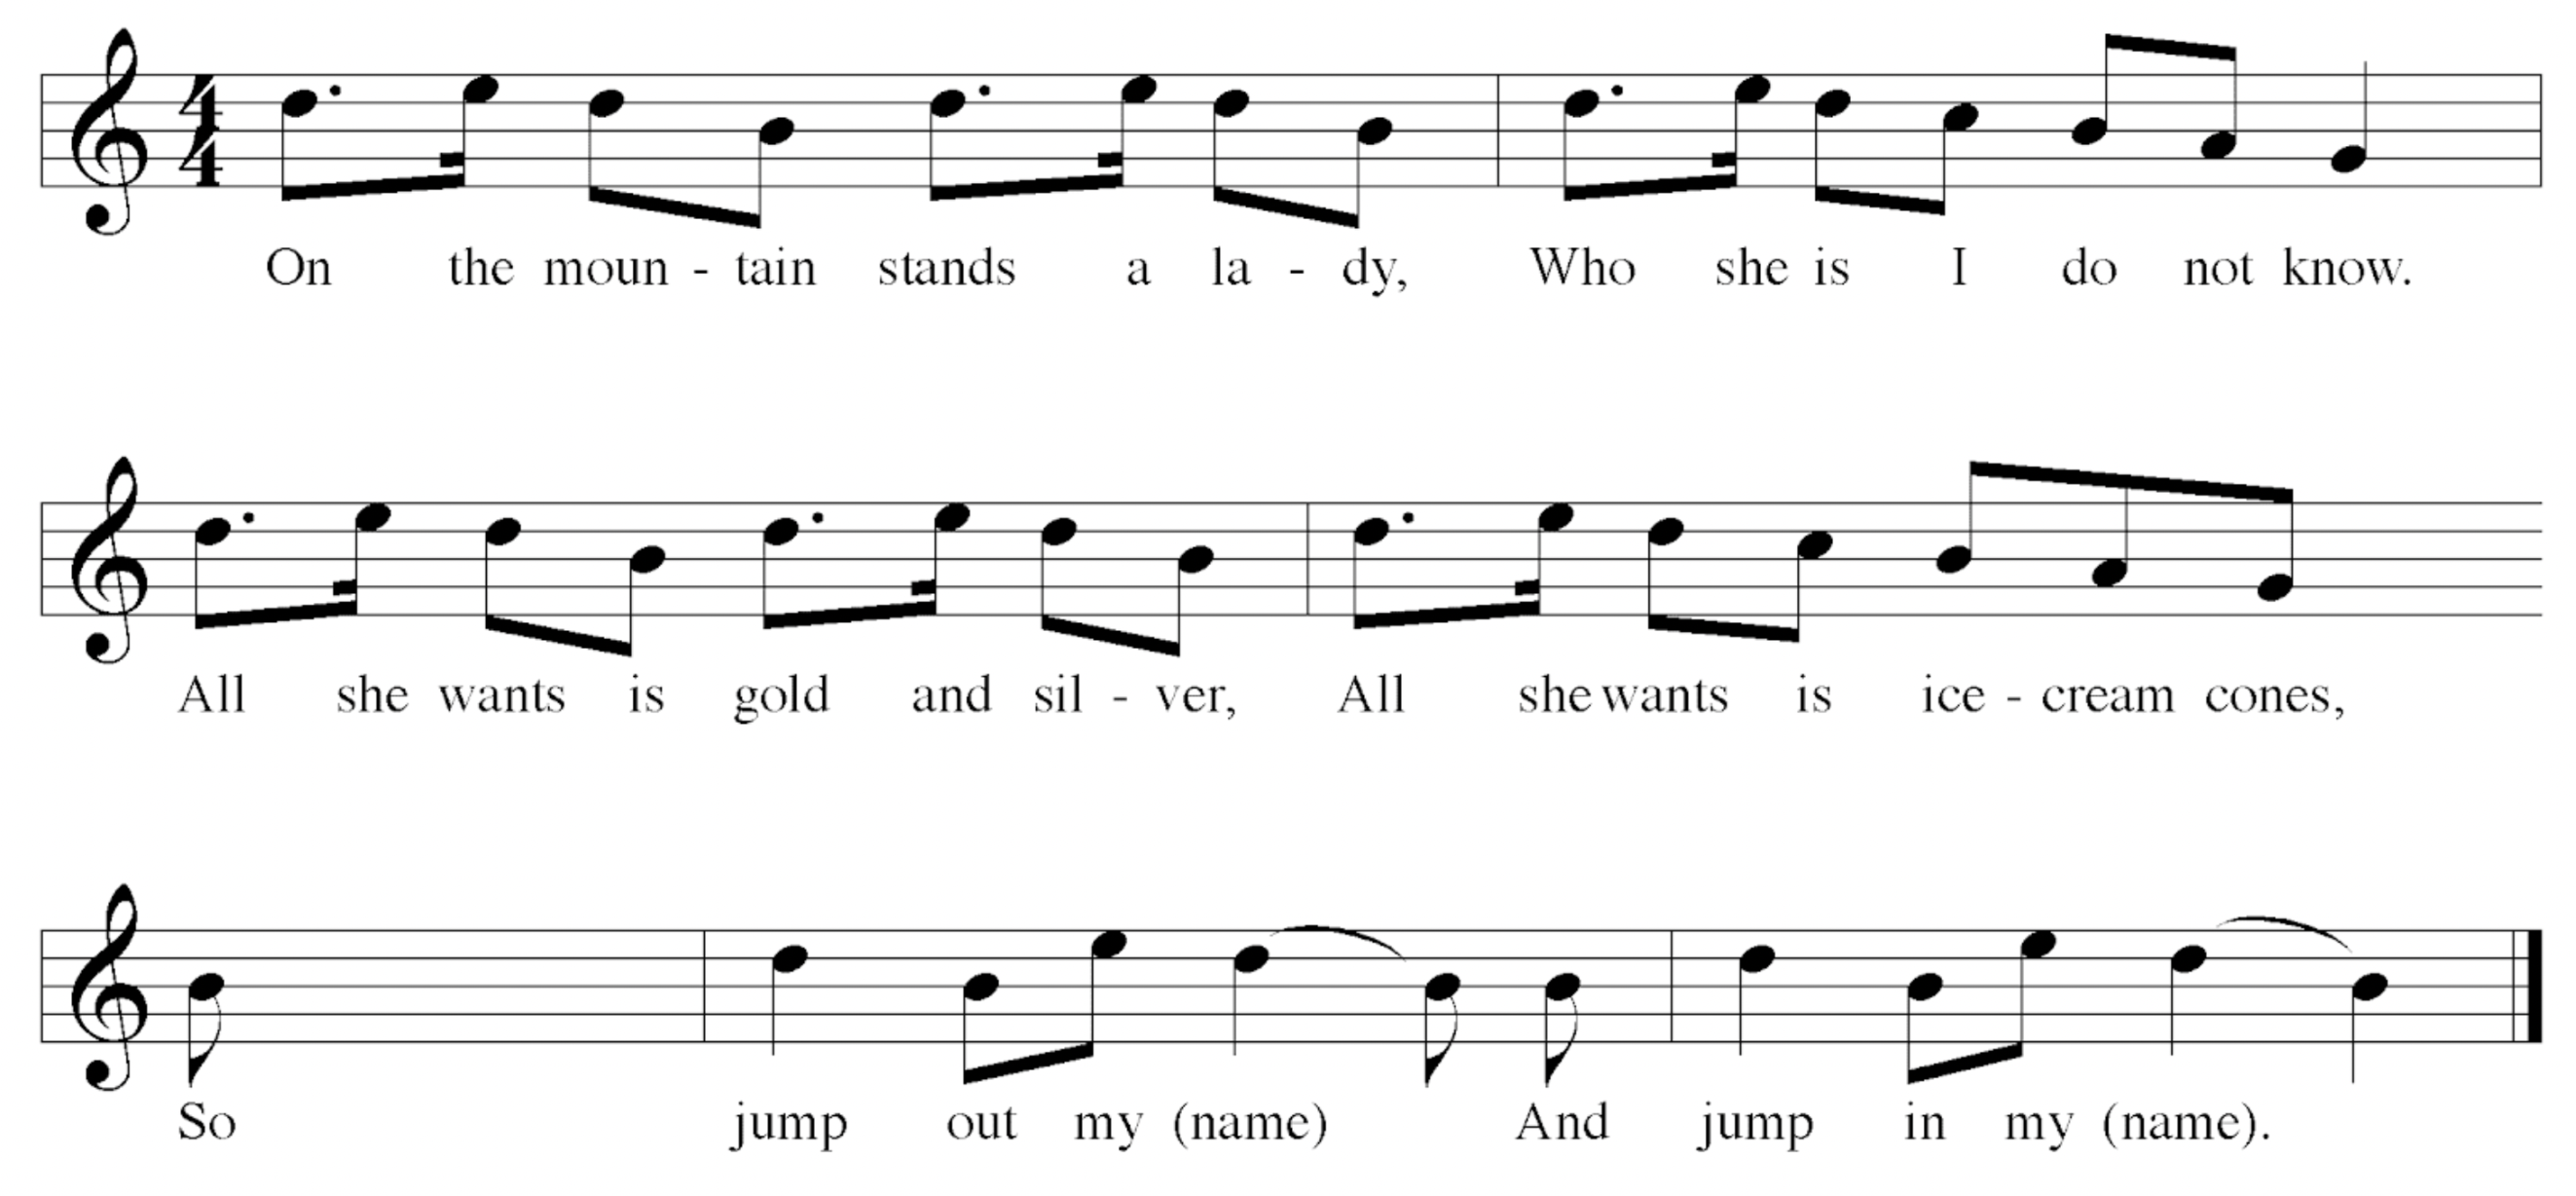 4
4
On the moun - tain stands a la - dy, Who she is I do not know.
All she wants is gold and sil - ver, All she wants is ice - cream cones,
So jump out my (name) And jump in my (name).